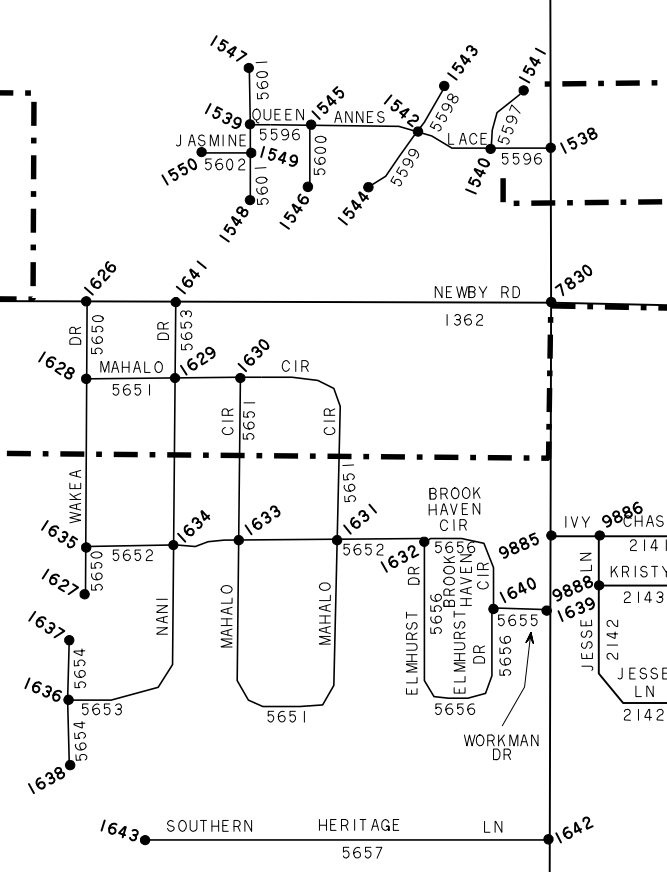 1547
5601
1543
1541
1539
QUEEN
1545
ANNES
1542
5598
5597
5596
JASMINE
LACE
1538
1550
5602
1549
5600
5599
1540
5596
5601
1548
1546
1544
1626
1641
7830
NEWBY RD
1362
DR
5650
DR
5653
1628
MAHALO
1629
1630
CIR
5651
CIR
5651
CIR
5651
WAKEA
BROOK
HAVEN
CIR
9886
1635
1634
1633
1631
IVY
CHAS
5652
5652
1632
5656
9885
2141
5650
1627
DR
5656
BROOK
HAVEN
CIR
1640
9888
LN
KRISTY
1639
2143
5655
NANI
MAHALO
MAHALO
ELMHURST
ELMHURST
DR
5656
JESSE
2142
1637
5654
1636
5653
5651
5656
JESSE
LN
2142
5654
1638
WORKMAN
DR
1643
SOUTHERN
HERITAGE
LN
1642
5657